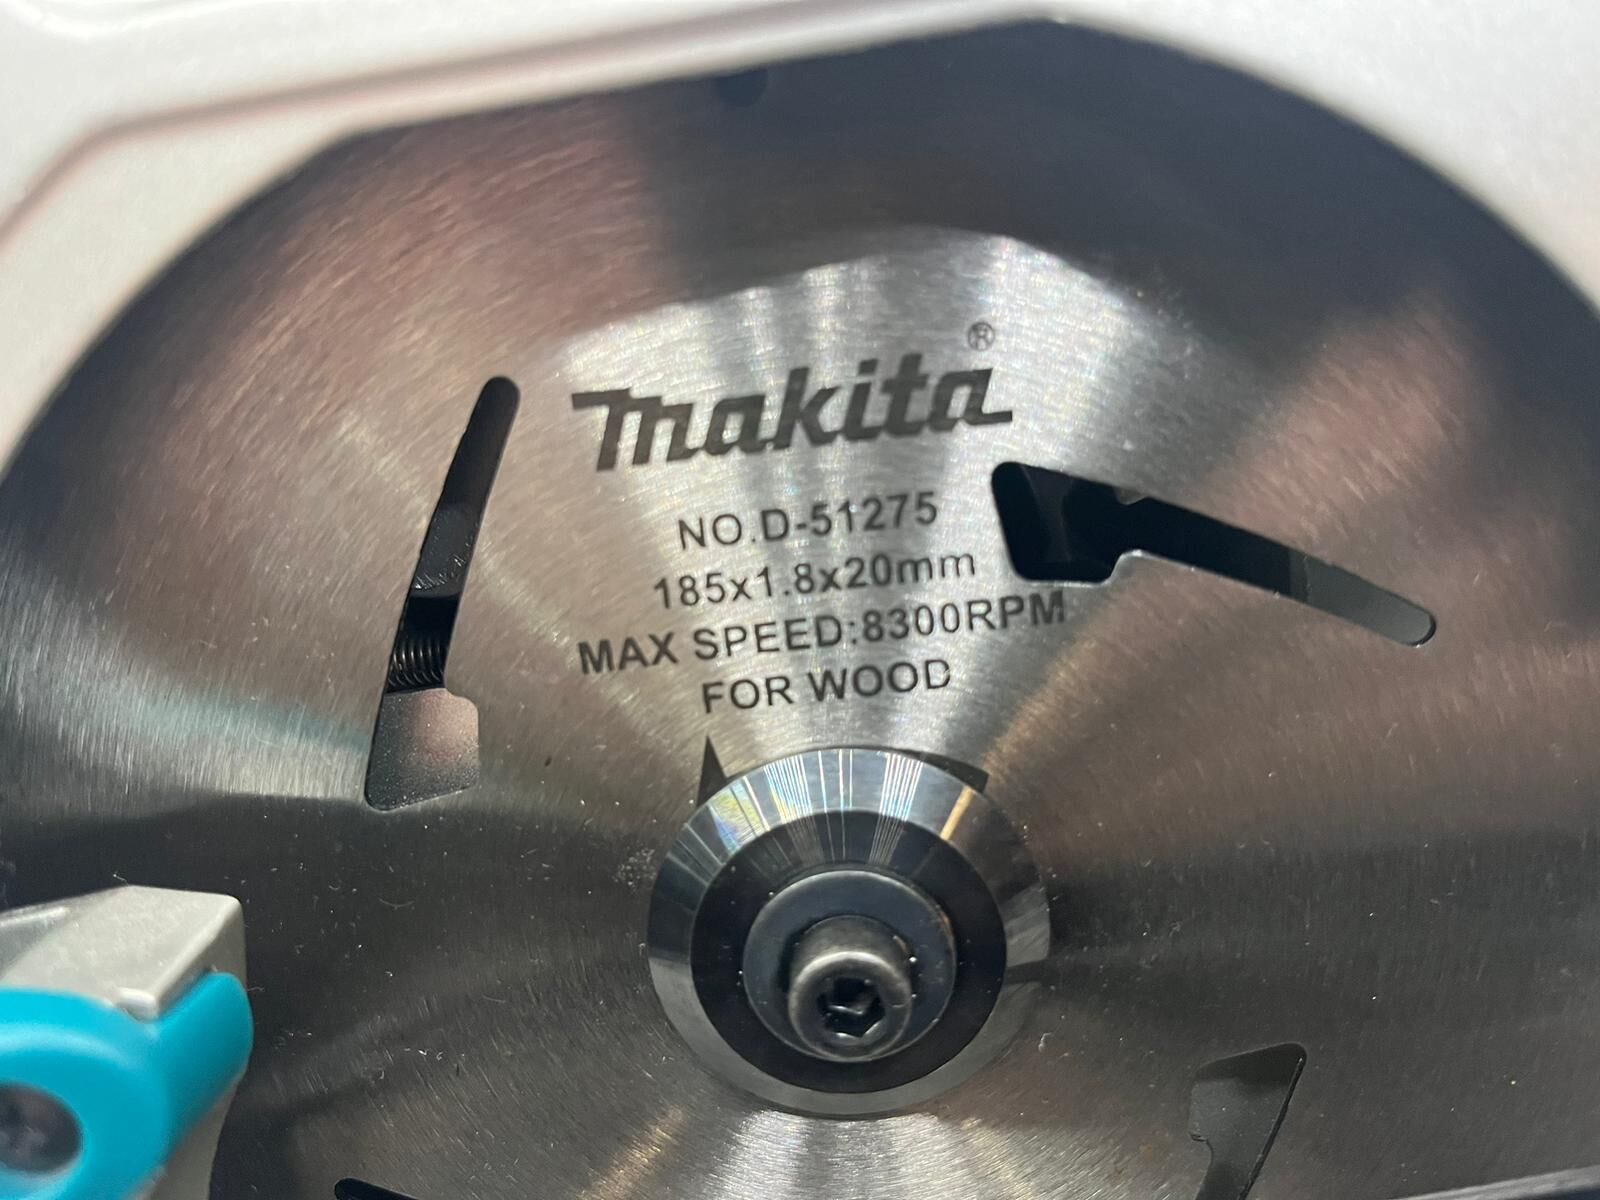 makita®
NO.D-51275
185x1.8x20mm
MAX SPEED:8300RPM
FOR WOOD